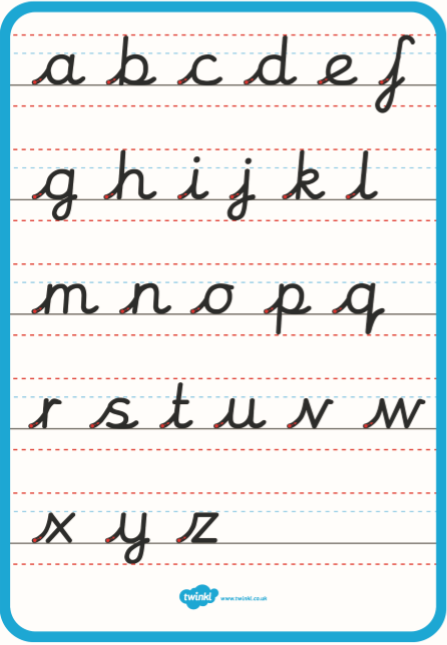 a b c d e f
g h i j k l
m n o p q
r s t u v w
x y z
twinkl www.twinkl.co.uk